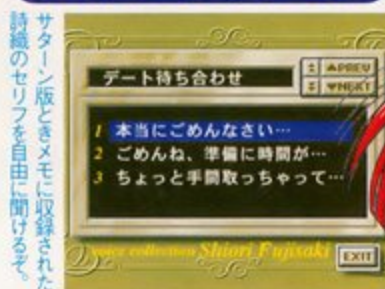 サターン版ときメモに収録された
詩織のセリフを自由に聞けるぞ。
デート待ち合わせ
▲PREV
▼NEXT
1 本当にごめんなさい…
2 ごめんね、準備に時間が…
3 ちょっと手間取っちゃって…
voice collection Shiori Fujisaki
EXIT